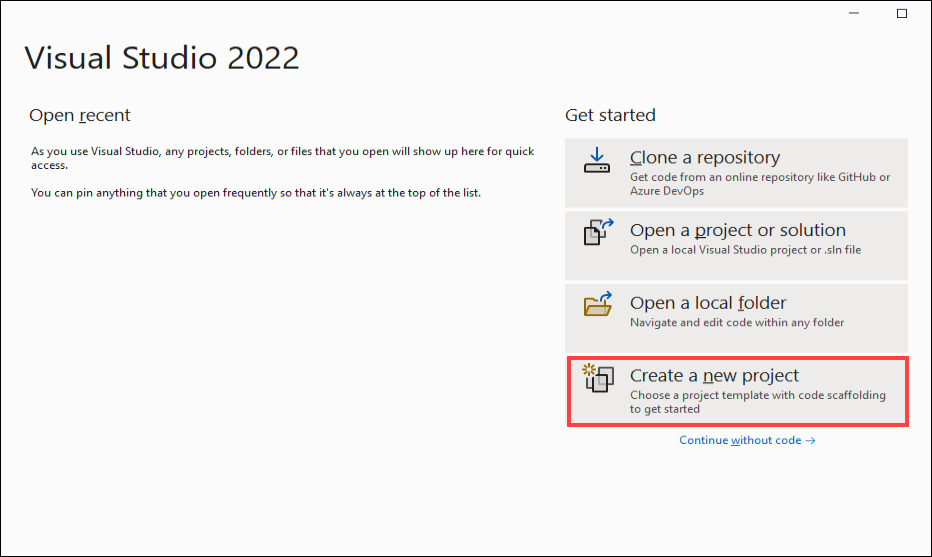 Visual Studio 2022
Open recent
As you use Visual Studio, any projects, folders, or files that you open will show up here for quick
access.
You can pin anything that you open frequently so that it's always at the top of the list.
Get started
Clone a repository
Get code from an online repository like GitHub or
Azure DevOps
Open a project or solution
Open a local Visual Studio project or .sln file
Open a local folder
Navigate and edit code within any folder
Create a new project
Choose a project template with code scaffolding
to get started
Continue without code →